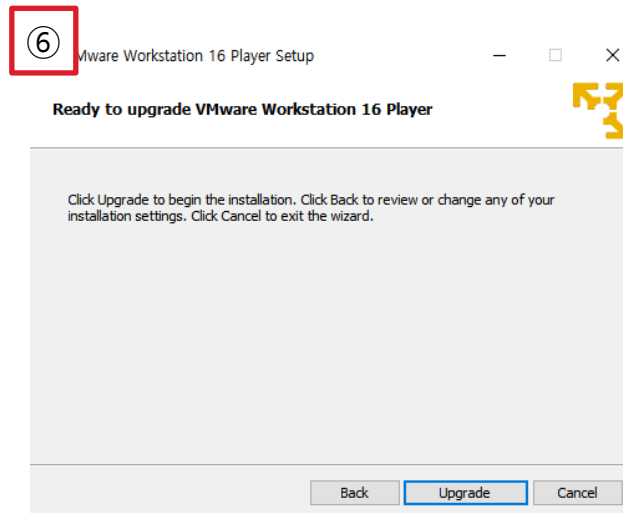 ⑥
Mware Workstation 16 Player Setup
Ready to upgrade VMware Workstation 16 Player
Click Upgrade to begin the installation. Click Back to review or change any of your
installation settings. Click Cancel to exit the wizard.
Back Upgrade Cancel